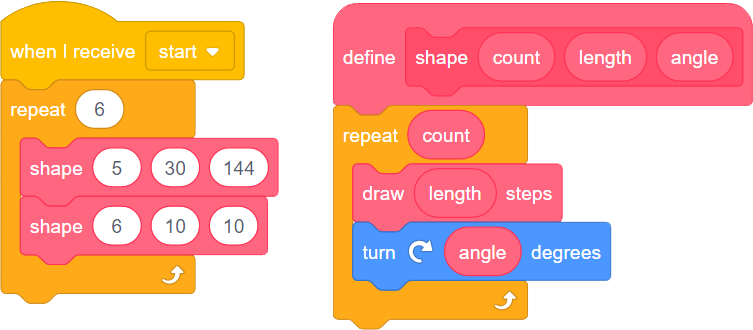 when I receive start
repeat 6
shape 5 30 144
shape 6 10 10
define shape count length angle
repeat count
draw length steps
turn angle degrees